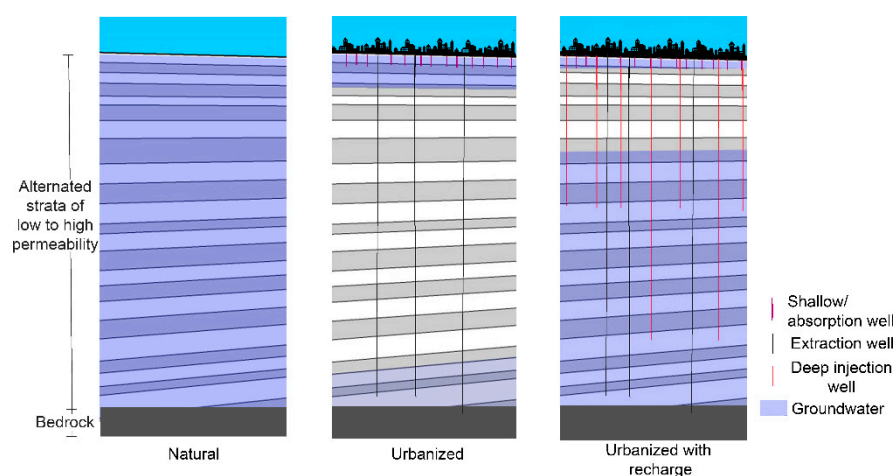 Alternated
strata of
low to high
permeability
Bedrock
Natural
Urbanized
Urbanized with
recharge
Shallow/
absorption well
Extraction well
Deep injection
well
Groundwater